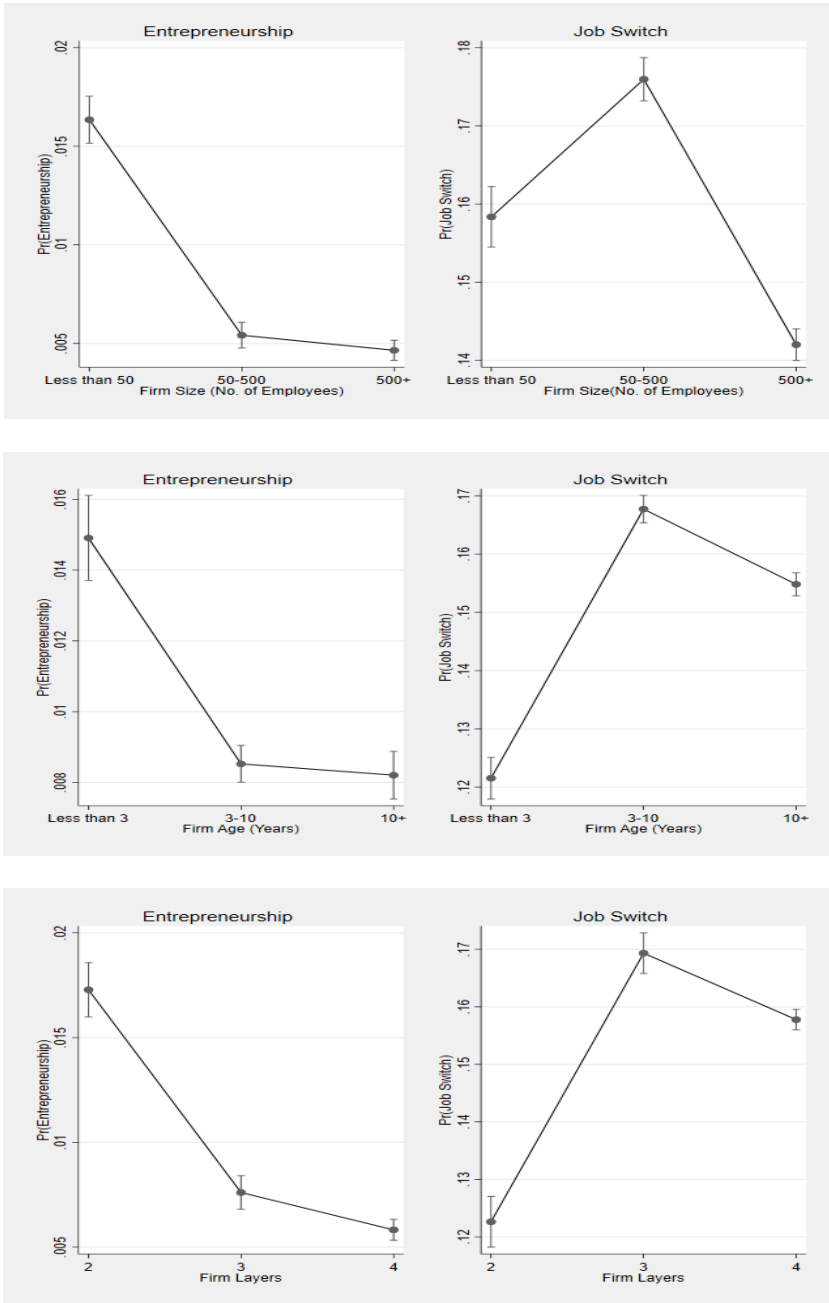 Entrepreneurship
Pr(Entrepreneurship)
.02
.015
.01
.005
Less than 50 50-500 500+
Firm Size (No. of Employees)
Job Switch
Pr(Job Switch)
.18
.17
.16
.15
.14
Less than 50 50-500 500+
Firm Size(No. of Employees)
Entrepreneurship
Pr(Entrepreneurship)
.016
.014
.012
.01
.008
Less than 3 3-10 10+
Firm Age (Years)
Job Switch
Pr(Job Switch)
.17
.16
.15
.14
.13
.12
Less than 3 3-10 10+
Firm Age (Years)
Entrepreneurship
Pr(Entrepreneurship)
.02
.015
.01
.005
2 3 4
Firm Layers
Job Switch
Pr(Job Switch)
.17
.16
.15
.14
.13
.12
2 3 4
Firm Layers